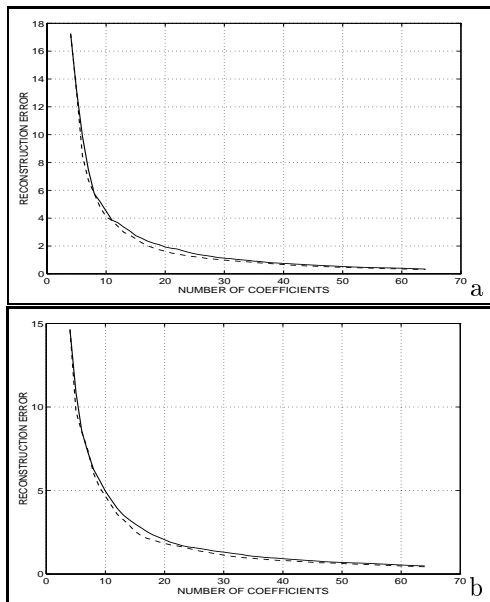 18
16
14
12
10
8
6
4
2
0
RECONSTRUCTION ERROR
0 10 20 30 40 50 60 70
NUMBER OF COEFFICIENTS
a
15
10
5
0
RECONSTRUCTION ERROR
0 10 20 30 40 50 60 70
NUMBER OF COEFFICIENTS
b